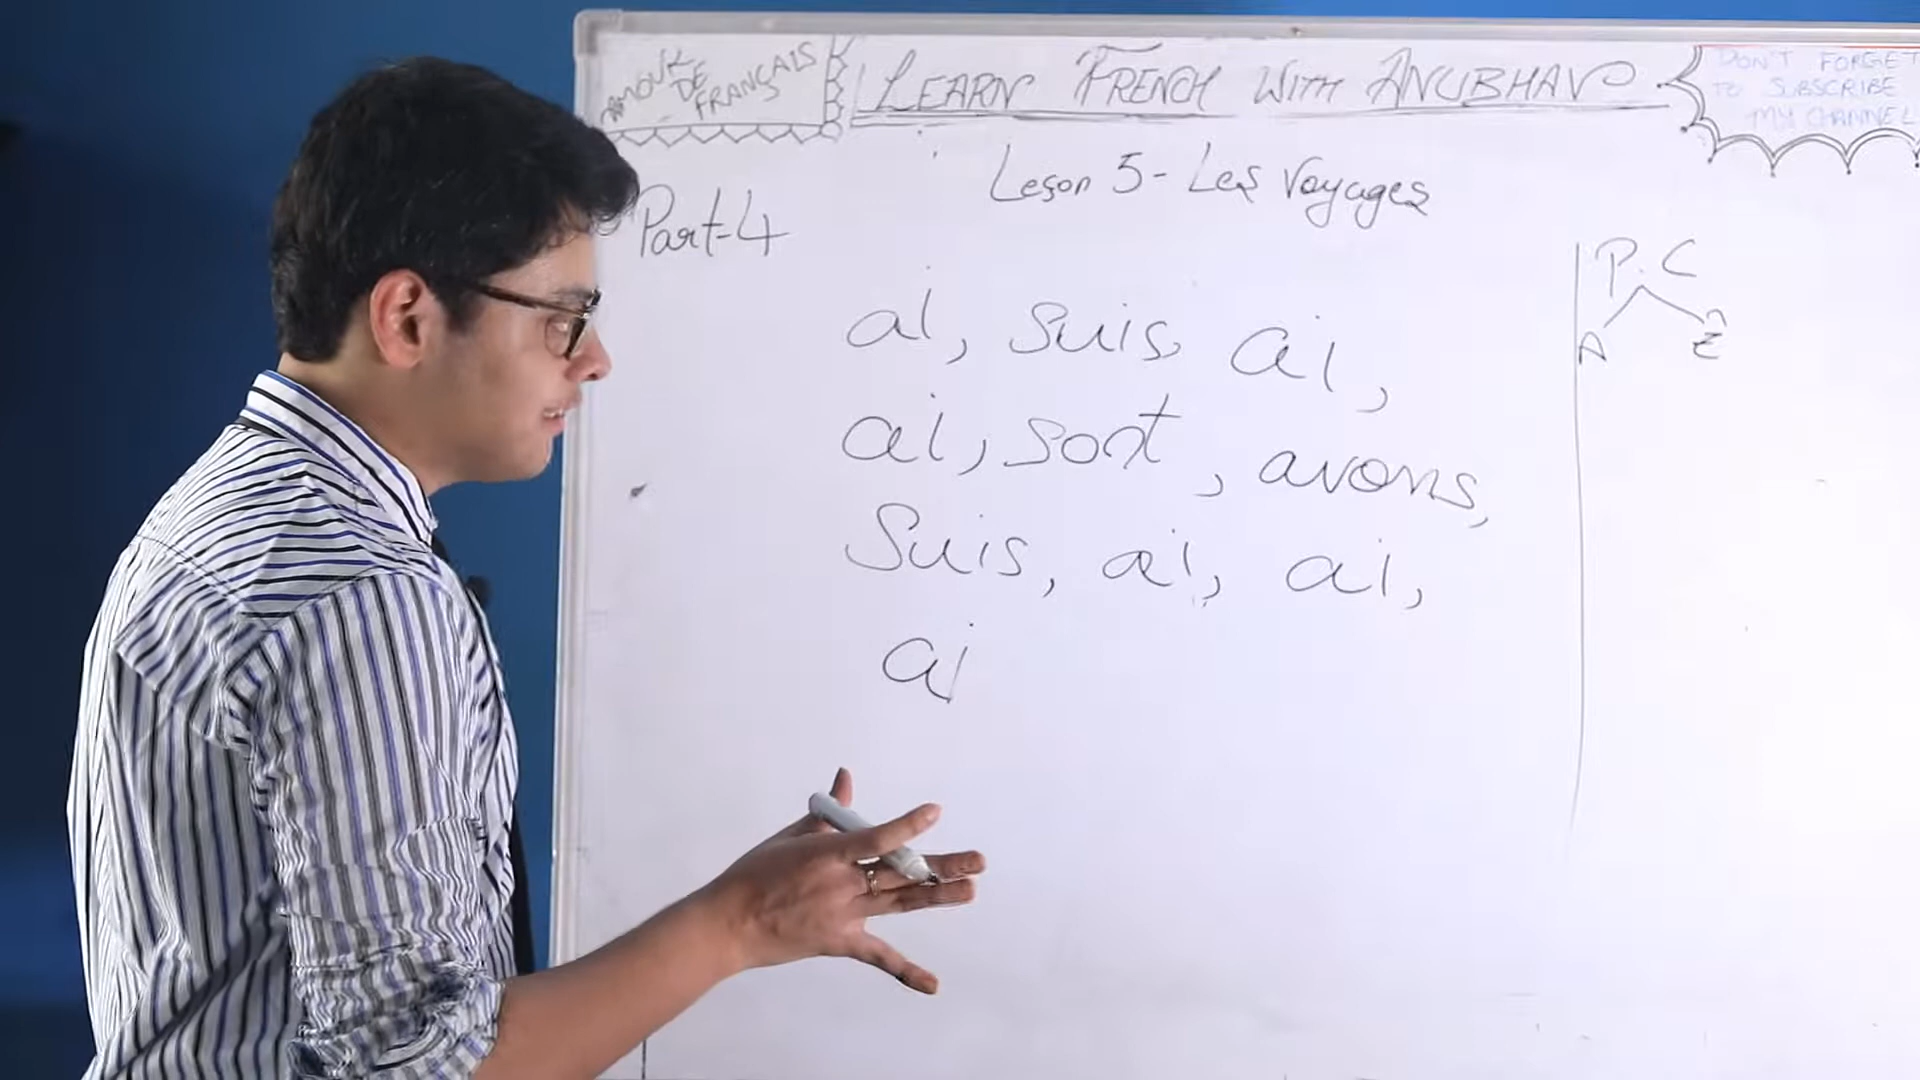 AMOUR
DE
FRANÇAIS
LEARN FRENCH WITH ANUBHAV
DON'T FORGET
TO SUBSCRIBE
MY CHANNEL
Leson 5 - Les Voyages
Part-4
P.C
A Ê
ai, suis, ai,
ai, sont, avons,
Suis, ai, ai,
ai